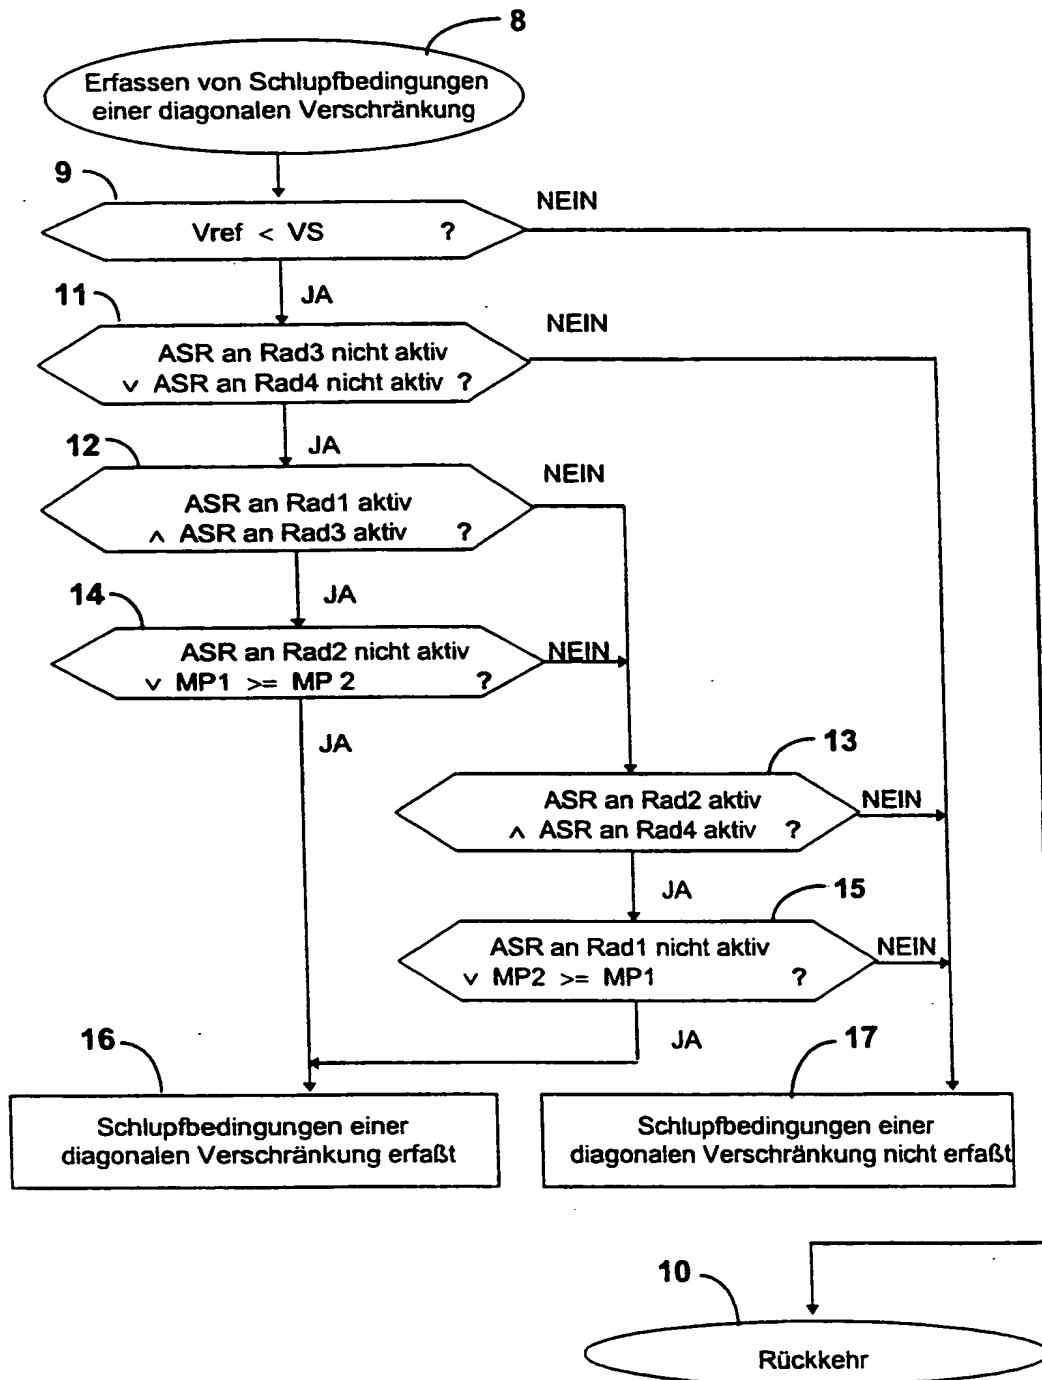 8
Erfassen von Schlupfbedingungen
einer diagonalen Verschränkung
9
NEIN
Vref < VS ?
JA
11
NEIN
ASR an Rad3 nicht aktiv
∨ ASR an Rad4 nicht aktiv ?
JA
12
NEIN
ASR an Rad1 aktiv
∧ ASR an Rad3 aktiv ?
JA
14
ASR an Rad2 nicht aktiv
∨ MP1 >= MP 2 ?
NEIN
JA
13
ASR an Rad2 aktiv
∧ ASR an Rad4 aktiv ?
NEIN
JA
15
ASR an Rad1 nicht aktiv
∨ MP2 >= MP1 ?
NEIN
JA
16
Schlupfbedingungen einer
diagonalen Verschränkung erfaßt
17
Schlupfbedingungen einer
diagonalen Verschränkung nicht erfaßt
10
Rückkehr